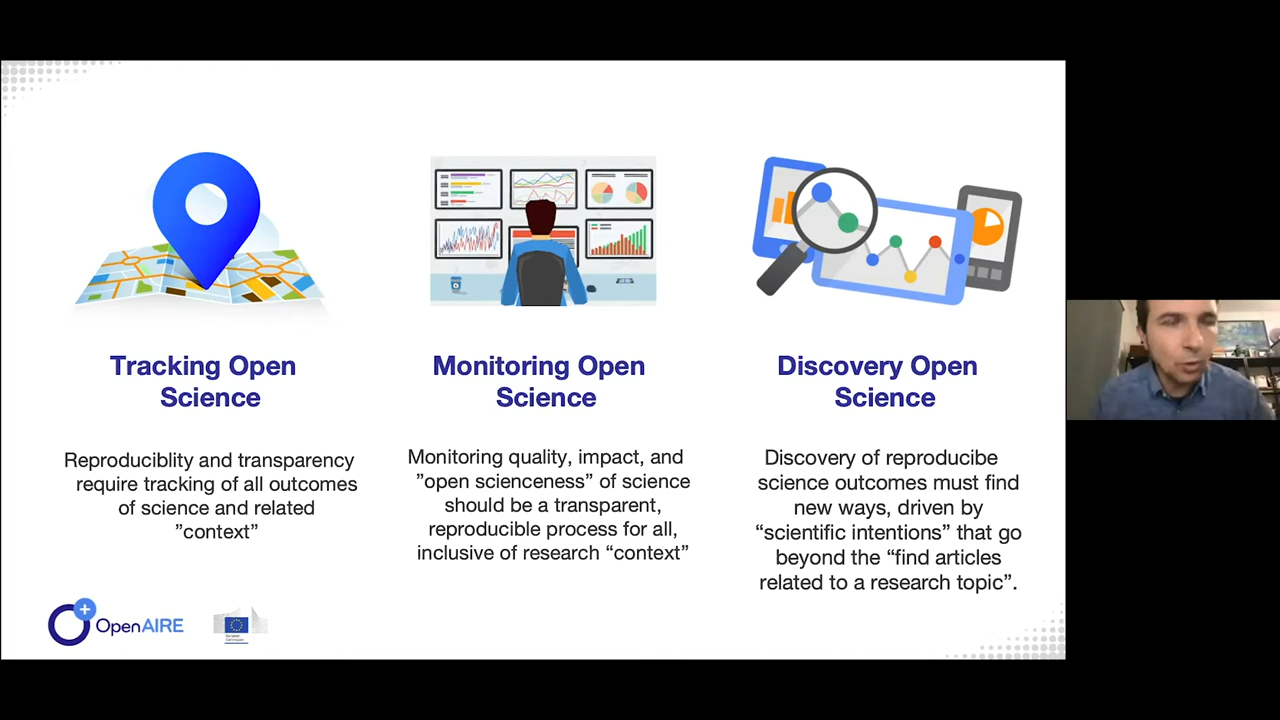 Tracking Open
Science
Reproduciblity and transparency
require tracking of all outcomes
of science and related
”context”
Monitoring Open
Science
Monitoring quality, impact, and
”open scienceness” of science
should be a transparent,
reproducible process for all,
inclusive of research “context”
Discovery Open
Science
Discovery of reproducibe
science outcomes must find
new ways, driven by
“scientific intentions” that go
beyond the “find articles
related to a research topic”.
OpenAIRE
European
Commission